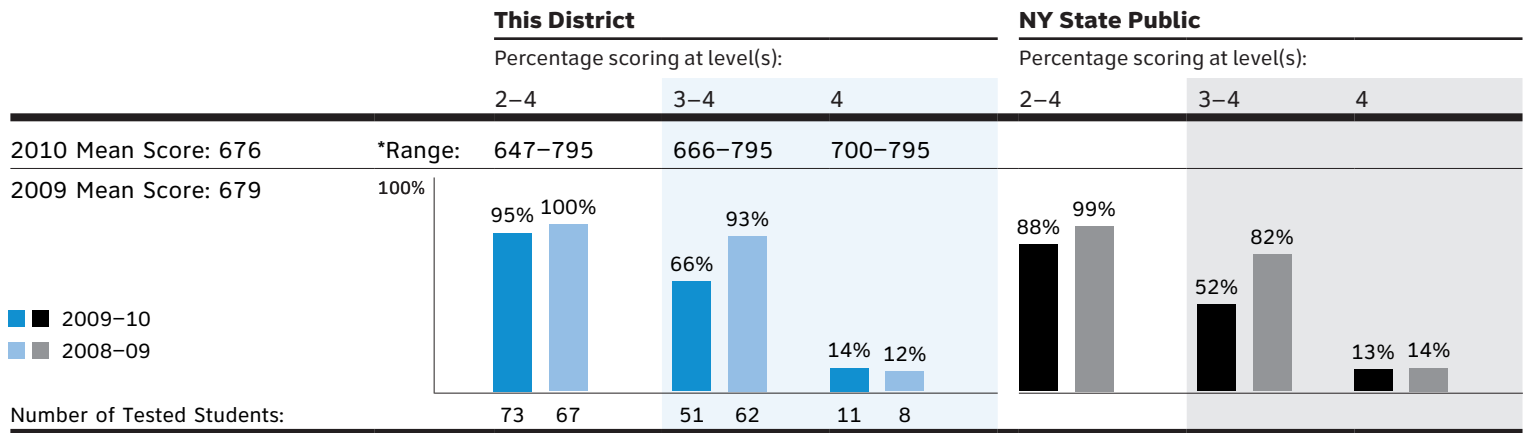 This District NY State Public
Percentage scoring at level(s): Percentage scoring at level(s):
2–4 3–4 4 2–4 3–4 4
2010 Mean Score: 676 *Range: 647–795 666–795 700–795
2009 Mean Score: 679 100%
95% 100% 93% 88% 99% 82%
66% 52%
14% 12% 13% 14%
2009–10
2008–09
Number of Tested Students: 73 67 51 62 11 8